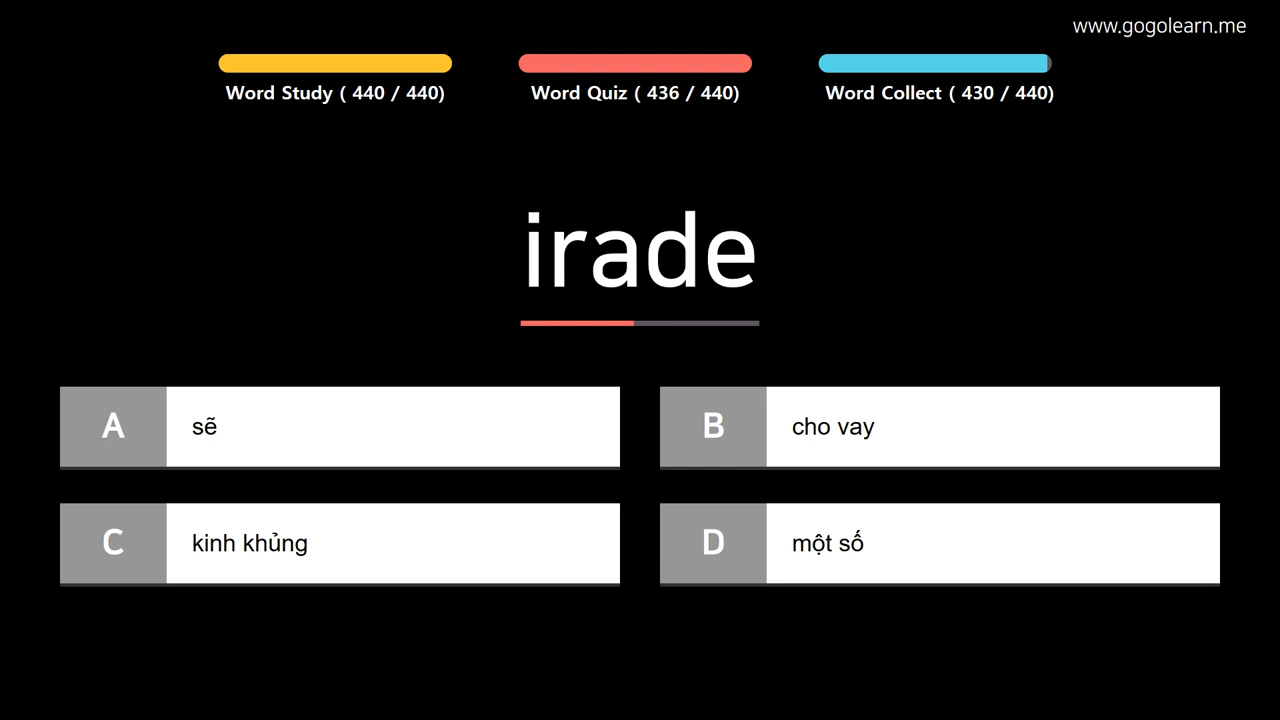 www.gogolearn.me
Word Study ( 440 / 440)
Word Quiz ( 436 / 440)
Word Collect ( 430 / 440)
irade
A
sẽ
B
cho vay
C
kinh khủng
D
một số